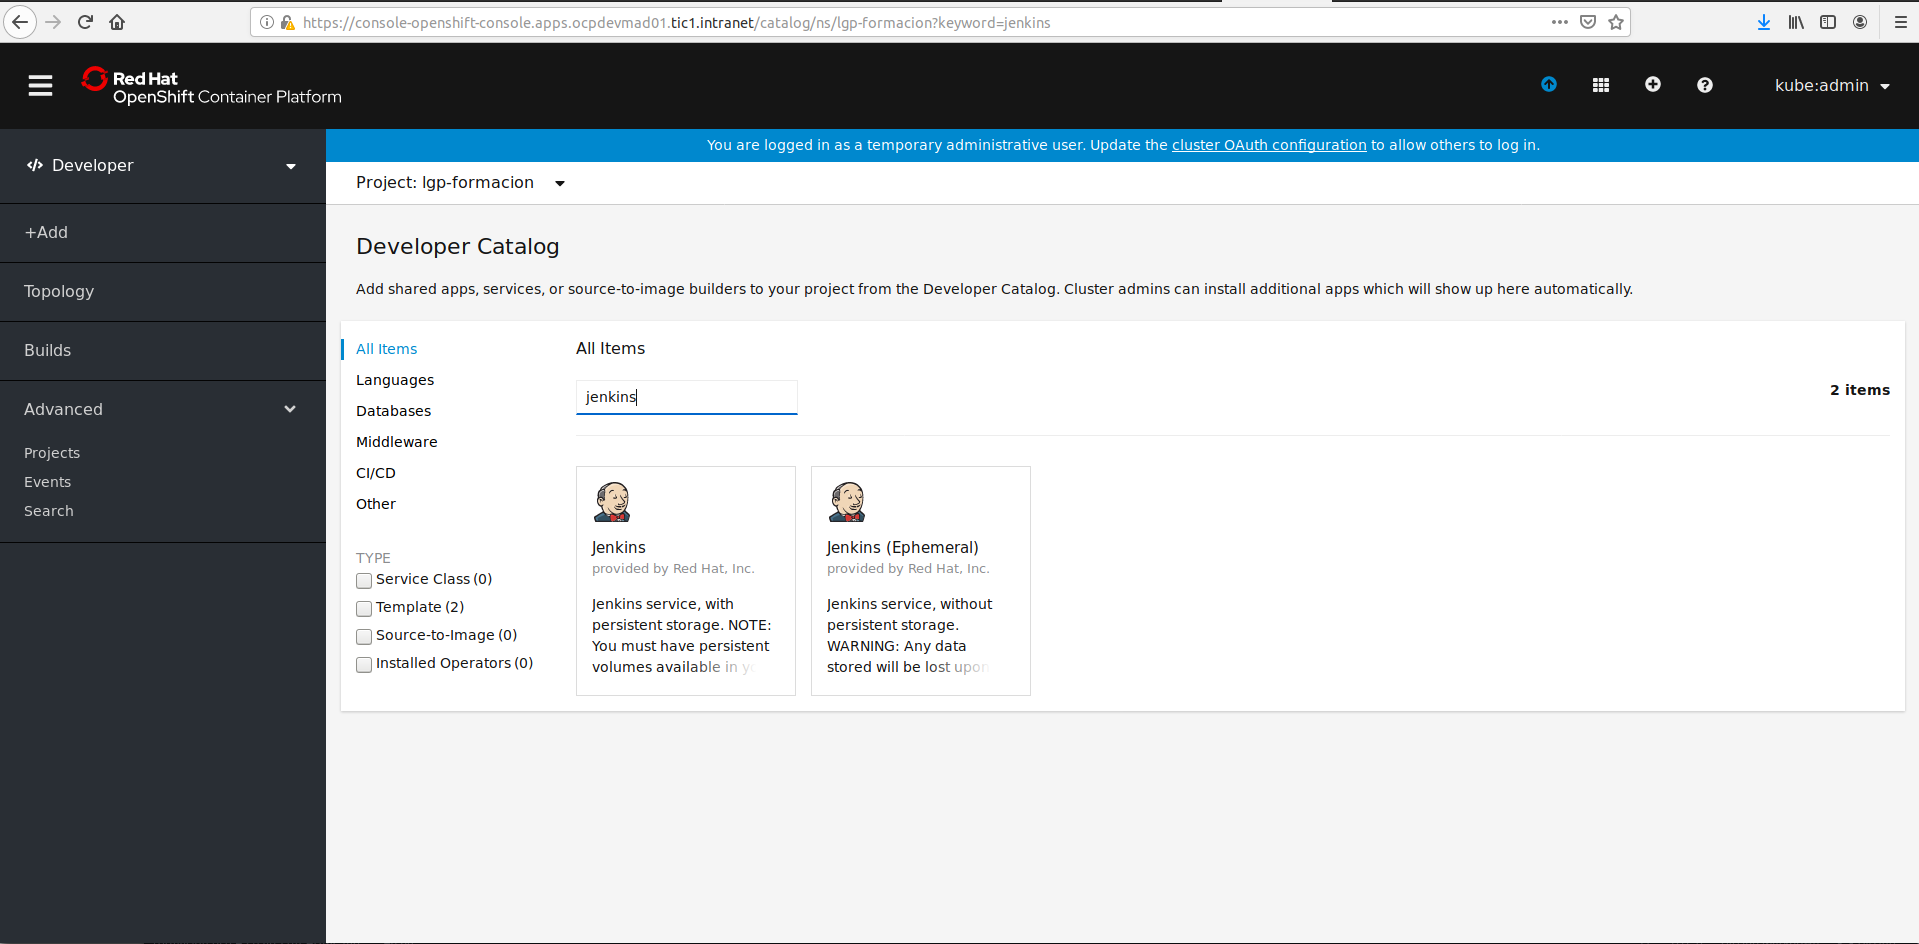 https://console-openshift-console.apps.ocpdevmad01.tic1.intranet/catalog/ns/lgp-formacion?keyword=jenkins
Red Hat
OpenShift Container Platform
kube:admin
Developer
You are logged in as a temporary administrative user. Update the cluster OAuth configuration to allow others to log in.
Project: lgp-formacion
+Add
Topology
Builds
Advanced
Projects
Events
Search
Developer Catalog
Add shared apps, services, or source-to-image builders to your project from the Developer Catalog. Cluster admins can install additional apps which will show up here automatically.
All Items
Languages
Databases
Middleware
CI/CD
Other
TYPE
Service Class (0)
Template (2)
Source-to-Image (0)
Installed Operators (0)
All Items
jenkins
2 items
Jenkins
provided by Red Hat, Inc.
Jenkins service, with
persistent storage. NOTE:
You must have persistent
volumes available in
Jenkins (Ephemeral)
provided by Red Hat, Inc.
Jenkins service, without
persistent storage.
WARNING: Any data
stored will be lost upon